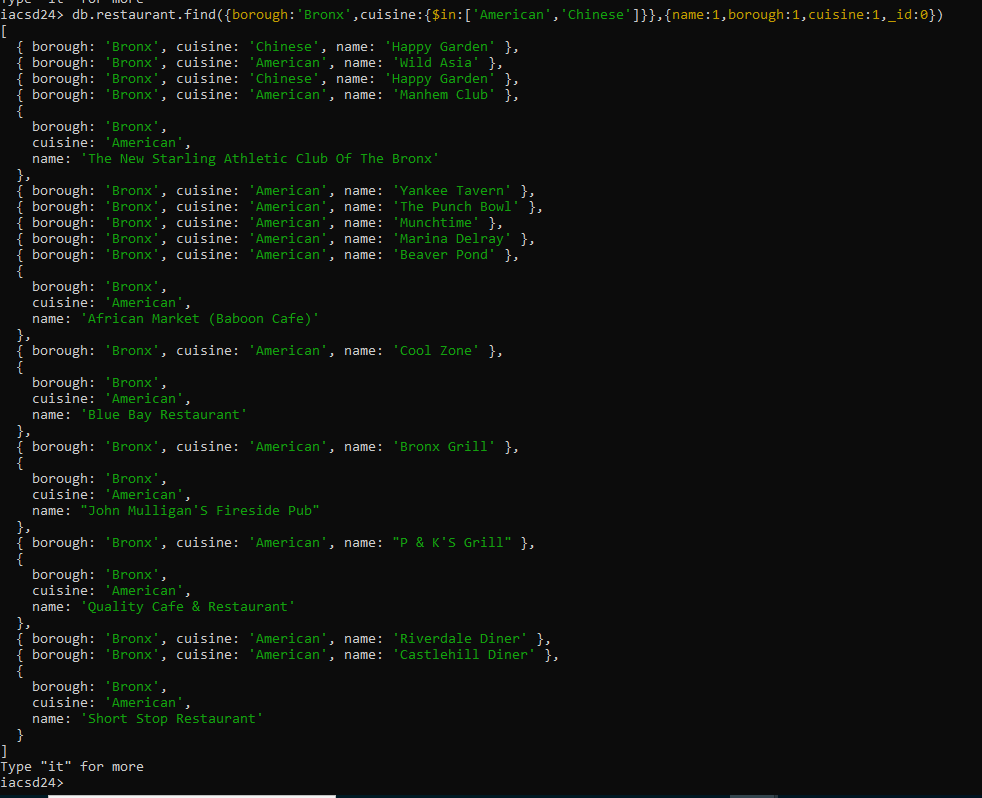 Type "it" for more
iacsd24> db.restaurant.find({borough:'Bronx',cuisine:{$in:['American','Chinese']}},{name:1,borough:1,cuisine:1,_id:0})
[
  { borough: 'Bronx', cuisine: 'Chinese', name: 'Happy Garden' },
  { borough: 'Bronx', cuisine: 'American', name: 'Wild Asia' },
  { borough: 'Bronx', cuisine: 'Chinese', name: 'Happy Garden' },
  { borough: 'Bronx', cuisine: 'American', name: 'Manhem Club' },
  {
    borough: 'Bronx',
    cuisine: 'American',
    name: 'The New Starling Athletic Club Of The Bronx'
  },
  { borough: 'Bronx', cuisine: 'American', name: 'Yankee Tavern' },
  { borough: 'Bronx', cuisine: 'American', name: 'The Punch Bowl' },
  { borough: 'Bronx', cuisine: 'American', name: 'Munchtime' },
  { borough: 'Bronx', cuisine: 'American', name: 'Marina Delray' },
  { borough: 'Bronx', cuisine: 'American', name: 'Beaver Pond' },
  {
    borough: 'Bronx',
    cuisine: 'American',
    name: 'African Market (Baboon Cafe)'
  },
  { borough: 'Bronx', cuisine: 'American', name: 'Cool Zone' },
  {
    borough: 'Bronx',
    cuisine: 'American',
    name: 'Blue Bay Restaurant'
  },
  { borough: 'Bronx', cuisine: 'American', name: 'Bronx Grill' },
  {
    borough: 'Bronx',
    cuisine: 'American',
    name: "John Mulligan'S Fireside Pub"
  },
  { borough: 'Bronx', cuisine: 'American', name: "P & K'S Grill" },
  {
    borough: 'Bronx',
    cuisine: 'American',
    name: 'Quality Cafe & Restaurant'
  },
  { borough: 'Bronx', cuisine: 'American', name: 'Riverdale Diner' },
  { borough: 'Bronx', cuisine: 'American', name: 'Castlehill Diner' },
  {
    borough: 'Bronx',
    cuisine: 'American',
    name: 'Short Stop Restaurant'
  }
]
Type "it" for more
iacsd24>